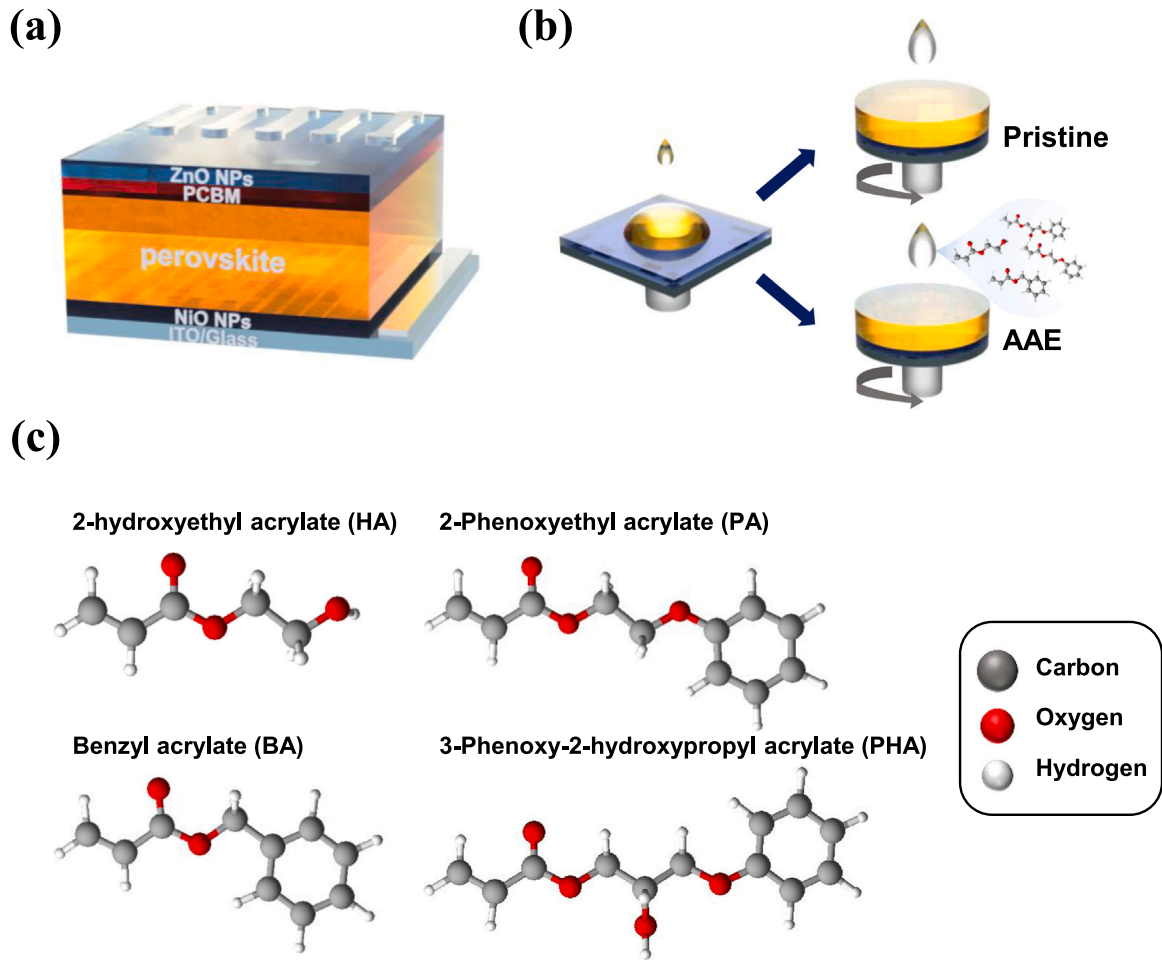 (a)
ZnO NPs
PCBM
perovskite
NiO NPs
ITO/Glass
(b)
Pristine
AAE
(c)
2-hydroxyethyl acrylate (HA)
2-Phenoxyethyl acrylate (PA)
Benzyl acrylate (BA)
3-Phenoxy-2-hydroxypropyl acrylate (PHA)
Carbon
Oxygen
Hydrogen